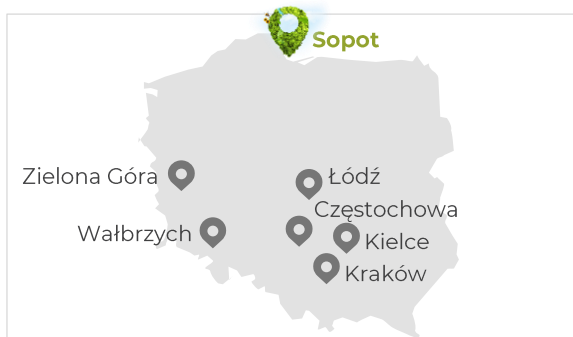 Sopot
Zielona Góra
Łódź
Częstochowa
Wałbrzych
Kielce
Kraków